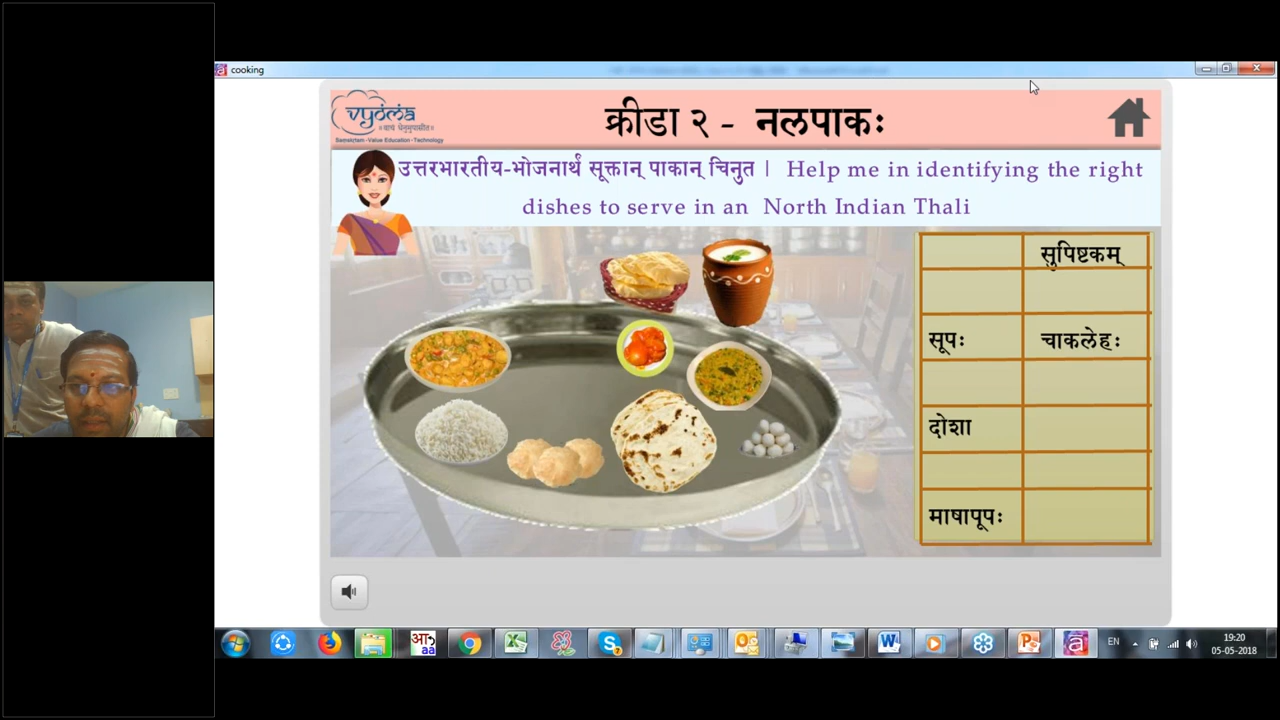 cooking
vyoma
Samskrtam - Value Education - Technology
क्रीडा २ - नलपाकः
उत्तरभारतीय-भोजनार्थं सूक्तान् पाकान् चिनुत | Help me in identifying the right
dishes to serve in an North Indian Thali
सुपिष्टकम्
सूपः चाकलेहः
दोशा
माषापूपः
EN
19:20
05-05-2018